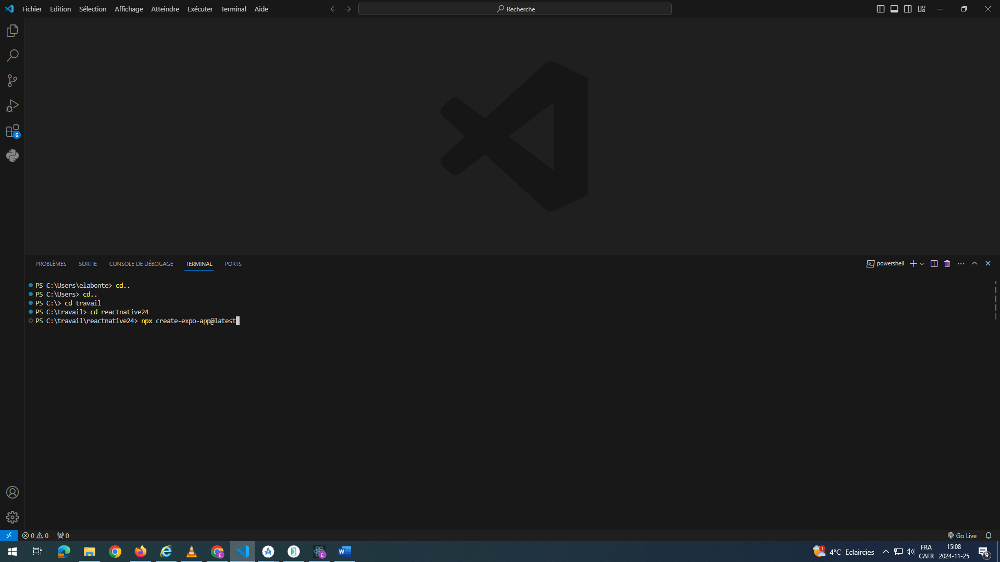 Fichier Edition Sélection Affichage Atteindre Exécuter Terminal Aide
Recherche
6
PROBLÈMES SORTIE CONSOLE DE DÉBOGAGE TERMINAL PORTS
powershell
PS C:\Users\elabonte> cd..
PS C:\Users> cd..
PS C:\> cd travail
PS C:\travail> cd reactnative24
PS C:\travail\reactnative24> npx create-expo-app@latest
0 0 0
Go Live
É
É
W
1
4°C Eclaircies
FRA
CAFR
15:08
2024-11-25
9